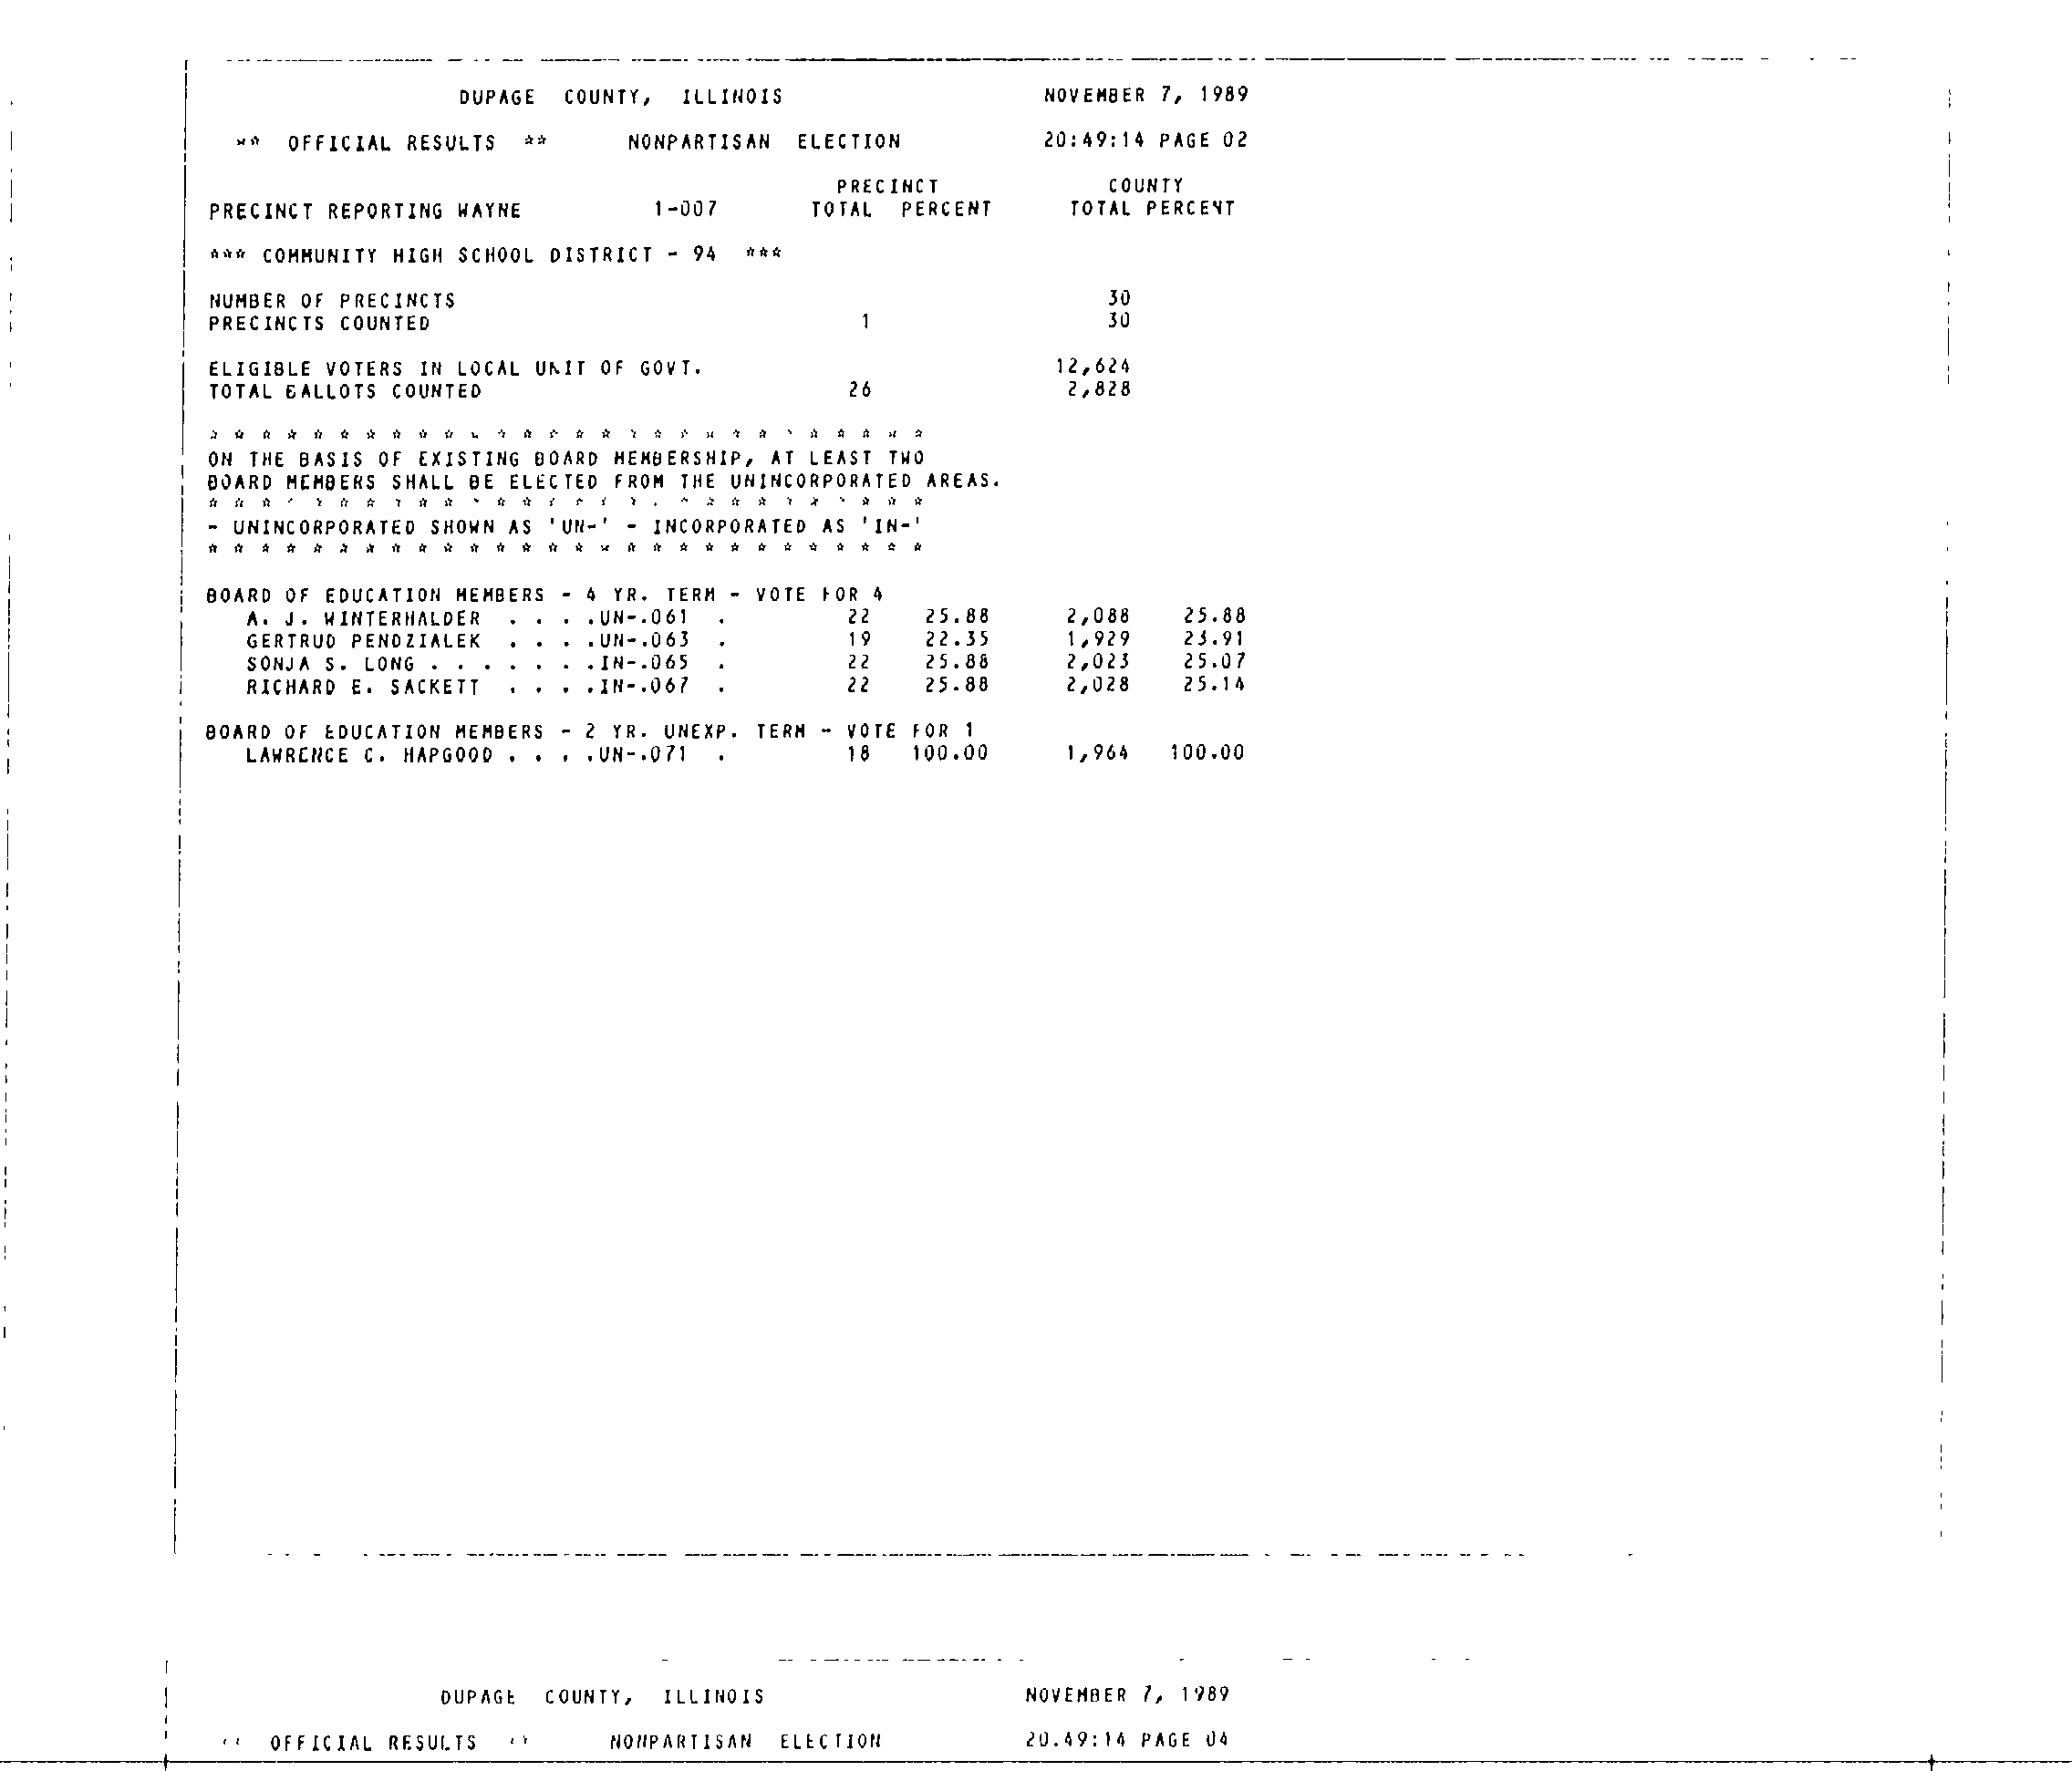 DUPAGE COUNTY, ILLINOIS NOVEMBER 7, 1989
** OFFICIAL RESULTS ** NONPARTISAN ELECTION 20:49:14 PAGE 02
PRECINCT COUNTY
PRECINCT REPORTING WAYNE 1-007 TOTAL PERCENT TOTAL PERCENT
*** COMMUNITY HIGH SCHOOL DISTRICT - 94 ***
NUMBER OF PRECINCTS 30
PRECINCTS COUNTED 1 30
ELIGIBLE VOTERS IN LOCAL UNIT OF GOVT. 12,624
TOTAL BALLOTS COUNTED 26 2,828
* * * * * * * * * * * * * * * * * * * * * * * * * * * *
ON THE BASIS OF EXISTING BOARD MEMBERSHIP, AT LEAST TWO
BOARD MEMBERS SHALL BE ELECTED FROM THE UNINCORPORATED AREAS.
* * * * * * * * * * * * * * * * * * * * * * * * * * * *
- UNINCORPORATED SHOWN AS 'UN-' - INCORPORATED AS 'IN-'
* * * * * * * * * * * * * * * * * * * * * * * * * * * *
BOARD OF EDUCATION MEMBERS - 4 YR. TERM - VOTE FOR 4
A. J. WINTERHALDER . . . .UN-.061 . 22 25.88 2,088 25.88
GERTRUD PENDZIALEK . . . .UN-.063 . 19 22.35 1,929 23.91
SONJA S. LONG . . . . . . .IN-.065 . 22 25.88 2,023 25.07
RICHARD E. SACKETT . . . .IN-.067 . 22 25.88 2,028 25.14
BOARD OF EDUCATION MEMBERS - 2 YR. UNEXP. TERM - VOTE FOR 1
LAWRENCE C. HAPGOOD . . . .UN-.071 . 18 100.00 1,964 100.00
DUPAGE COUNTY, ILLINOIS NOVEMBER 7, 1989
** OFFICIAL RESULTS ** NONPARTISAN ELECTION 20.49:14 PAGE 04